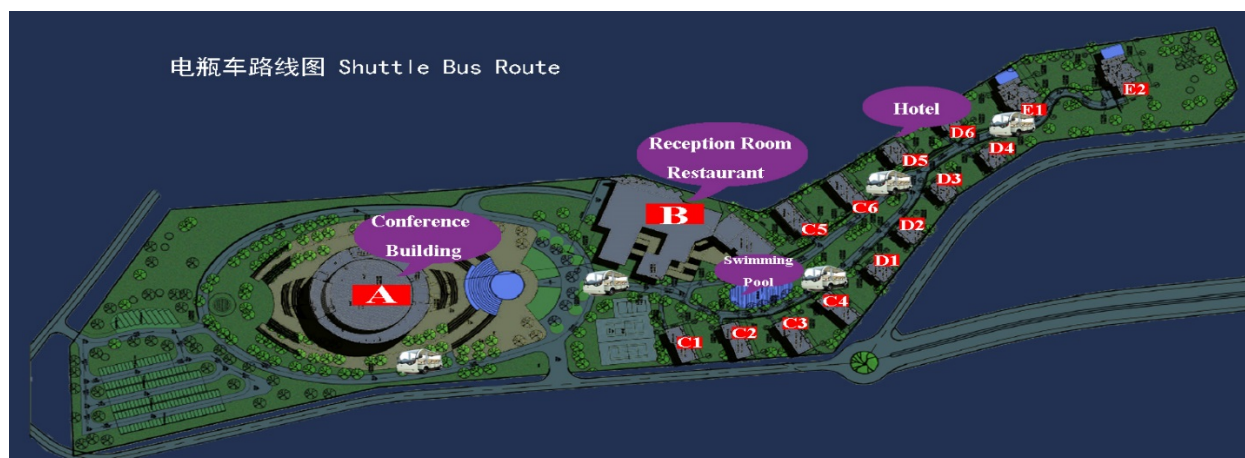 电瓶车路线图 Shuttle Bus Route
Conference
Building
A
Reception Room
Restaurant
B
Swimming
Pool
Hotel
C1
C2
C3
C4
C5
C6
D1
D2
D3
D4
D5
D6
E1
E2